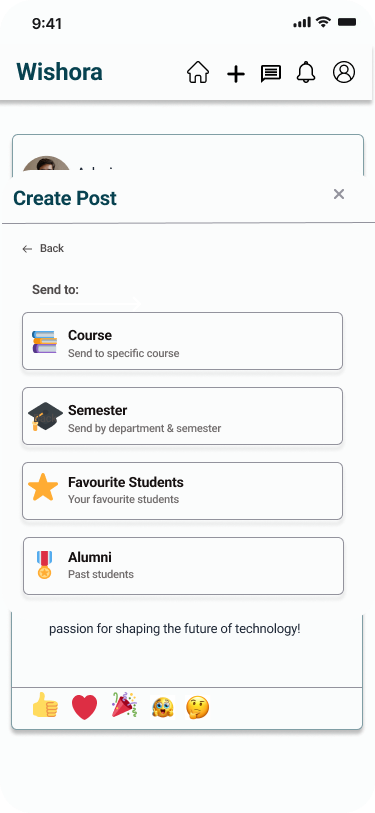 9:41
Wishora
Create Post
Back
Send to:
Course
Send to specific course
Semester
Send by department & semester
Favourite Students
Your favourite students
Alumni
Past students
passion for shaping the future of technology!